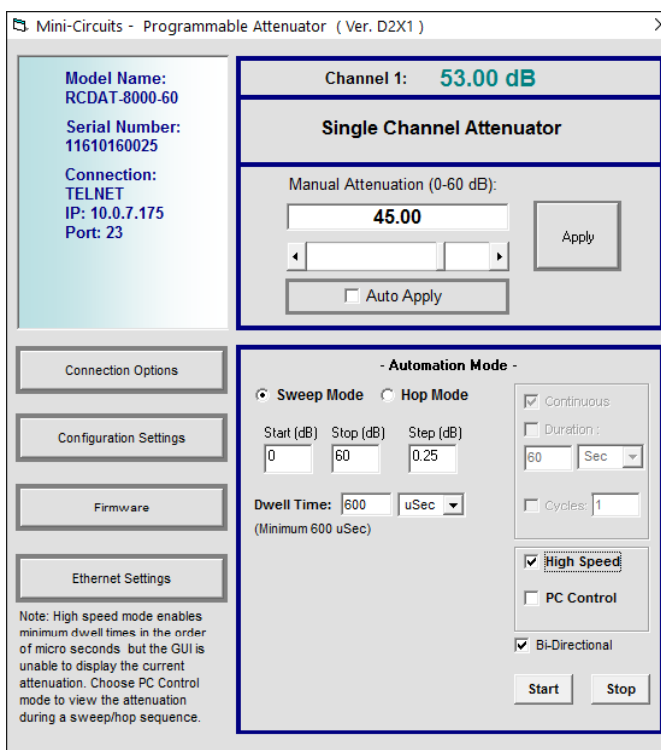 Mini-Circuits - Programmable Attenuator ( Ver. D2X1 )
Model Name:
RCDAT-8000-60
Serial Number:
11610160025
Connection:
TELNET
IP: 10.0.7.175
Port: 23
Channel 1: 53.00 dB
Single Channel Attenuator
Manual Attenuation (0-60 dB):
45.00
Apply
Auto Apply
Connection Options
Configuration Settings
Firmware
Ethernet Settings
Note: High speed mode enables
minimum dwell times in the order
of micro seconds but the GUI is
unable to display the current
attenuation. Choose PC Control
mode to view the attenuation
during a sweep/hop sequence.
- Automation Mode -
Sweep Mode Hop Mode
Start (dB) Stop (dB) Step (dB)
0 60 0.25
Dwell Time: 600 uSec
(Minimum 600 uSec)
Continuous
Duration :
60 Sec
Cycles: 1
High Speed
PC Control
Bi-Directional
Start Stop